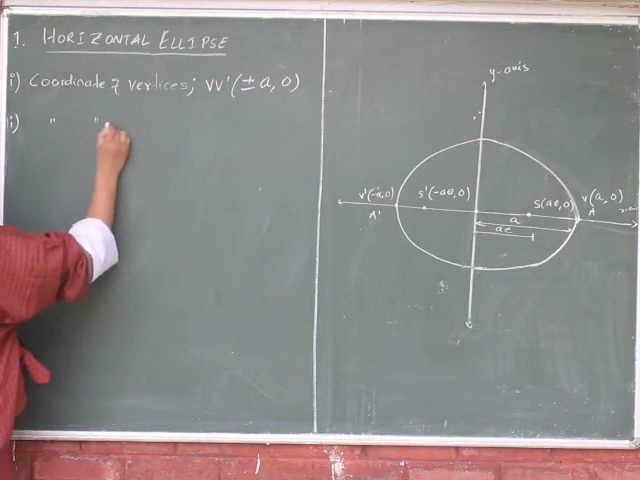 1. HORIZONTAL ELLIPSE
i) Coordinate of vertices; VV'(±a, 0)
ii) " "
y-axis
V'(-a,0) S'(-ae,0) S(ae,0) V(a,0)
A' a A
ae